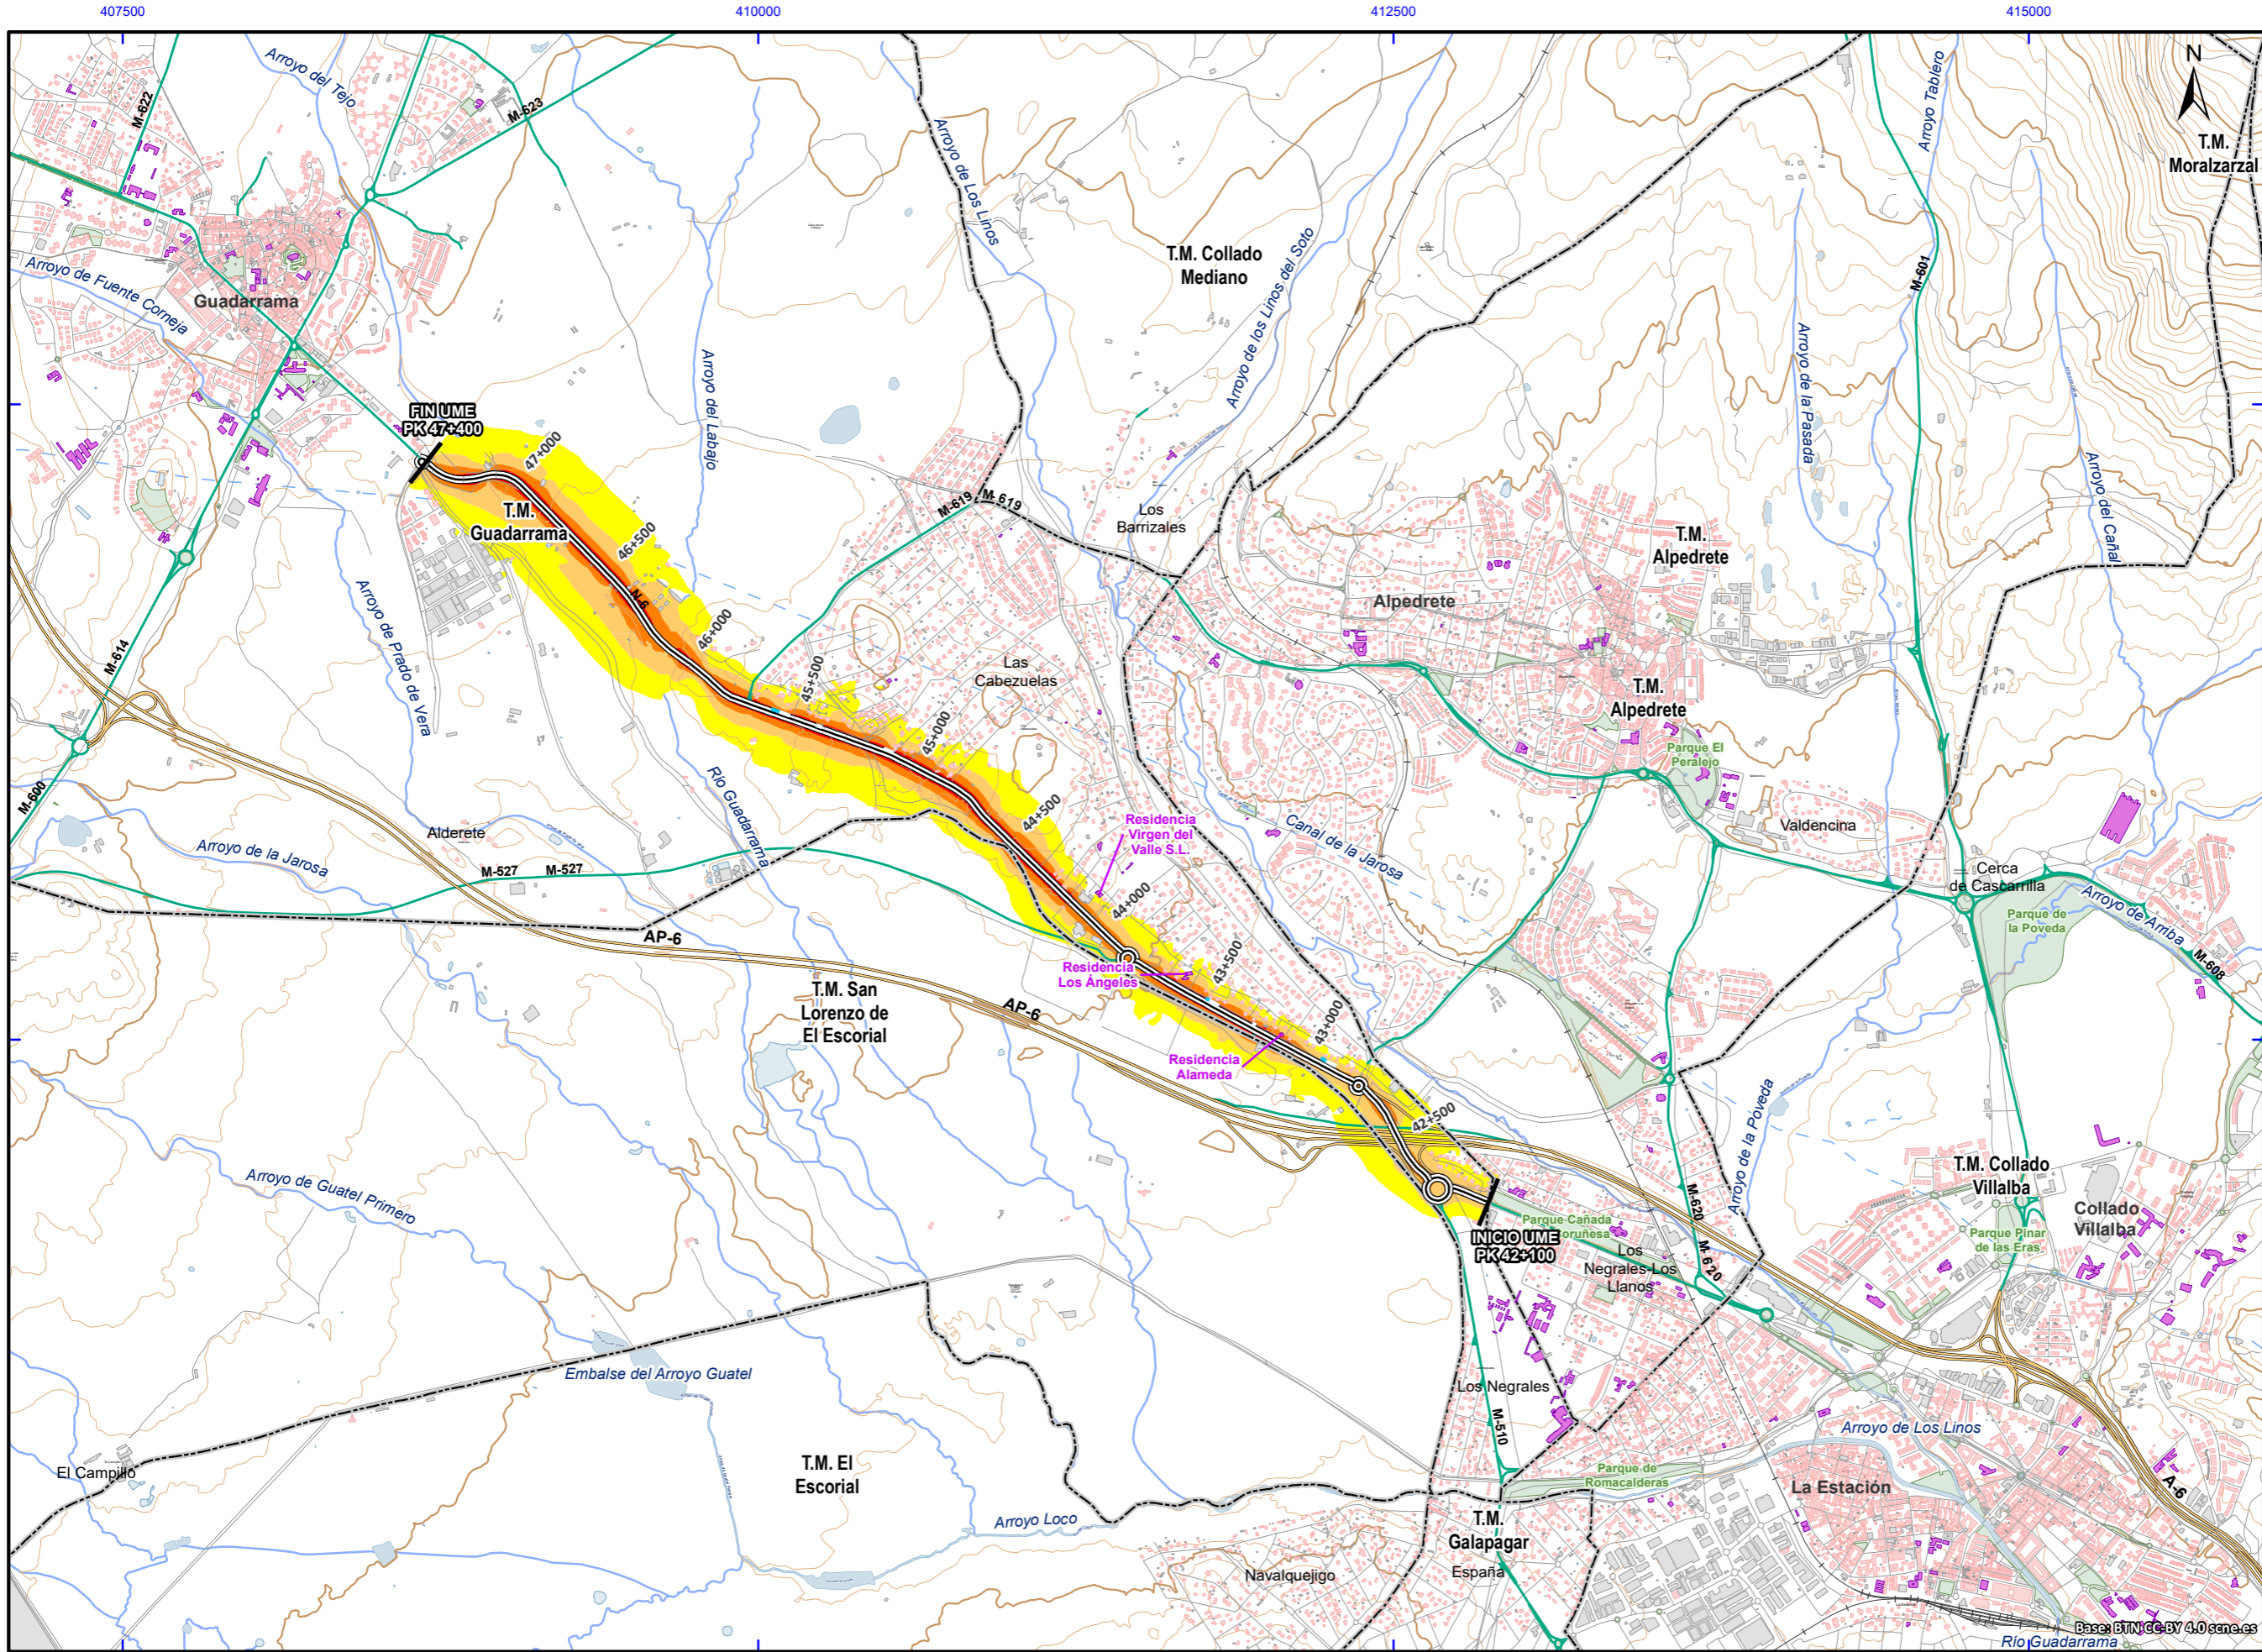 407500
410000
412500
415000
Arroyo del Tejo
M-622
M-623
Arroyo de Los Linos
Arroyo Tablero
N
T.M.
Moralzarzal
Arroyo de Fuente Corneja
Guadarrama
T.M. Collado
Mediano
Arroyo de los Linos del Soto
M-601
Arroyo de la Pasada
Arroyo del Labajo
FIN UME
PK 47+400
47+000
T.M.
Guadarrama
46+500
N-6
46+000
M-619
M-619
Los
Barrizales
T.M.
Alpedrete
Arroyo del Cañal
Alpedrete
Arroyo de Prado de Vera
M-614
45+500
45+000
Las
Cabezuelas
T.M.
Alpedrete
Parque El
Peralejo
M-600
Río Guadarrama
44+500
Residencia
Virgen del
Valle S.L.
Canal de la Jarosa
Valdencina
Alderete
Arroyo de la Jarosa
M-527
M-527
Cerca
de Cascarrilla
44+000
Parque de
la Poveda
Arroyo de Arriba
M-608
AP-6
Residencia
Los Ángeles
43+500
T.M. San
Lorenzo de
El Escorial
AP-6
43+000
Residencia
Alameda
42+500
Arroyo de la Poveda
Arroyo de Guatel Primero
T.M. Collado
Villalba
Collado
Villalba
M-620
Parque Cañada
INICIO UME
PK 42+100
Parque Pinar
de las Eras
Los
Negrales-Los
Llanos
M-620
Embalse del Arroyo Guatel
Los Negrales
M-510
Arroyo de Los Linos
El Campillo
T.M. El
Escorial
Parque de
Romacalderas
La Estación
A-6
Arroyo Loco
T.M.
Galapagar
España
Navalquejigo
Base: BTN CC-BY 4.0 scne.es
Río Guadarrama